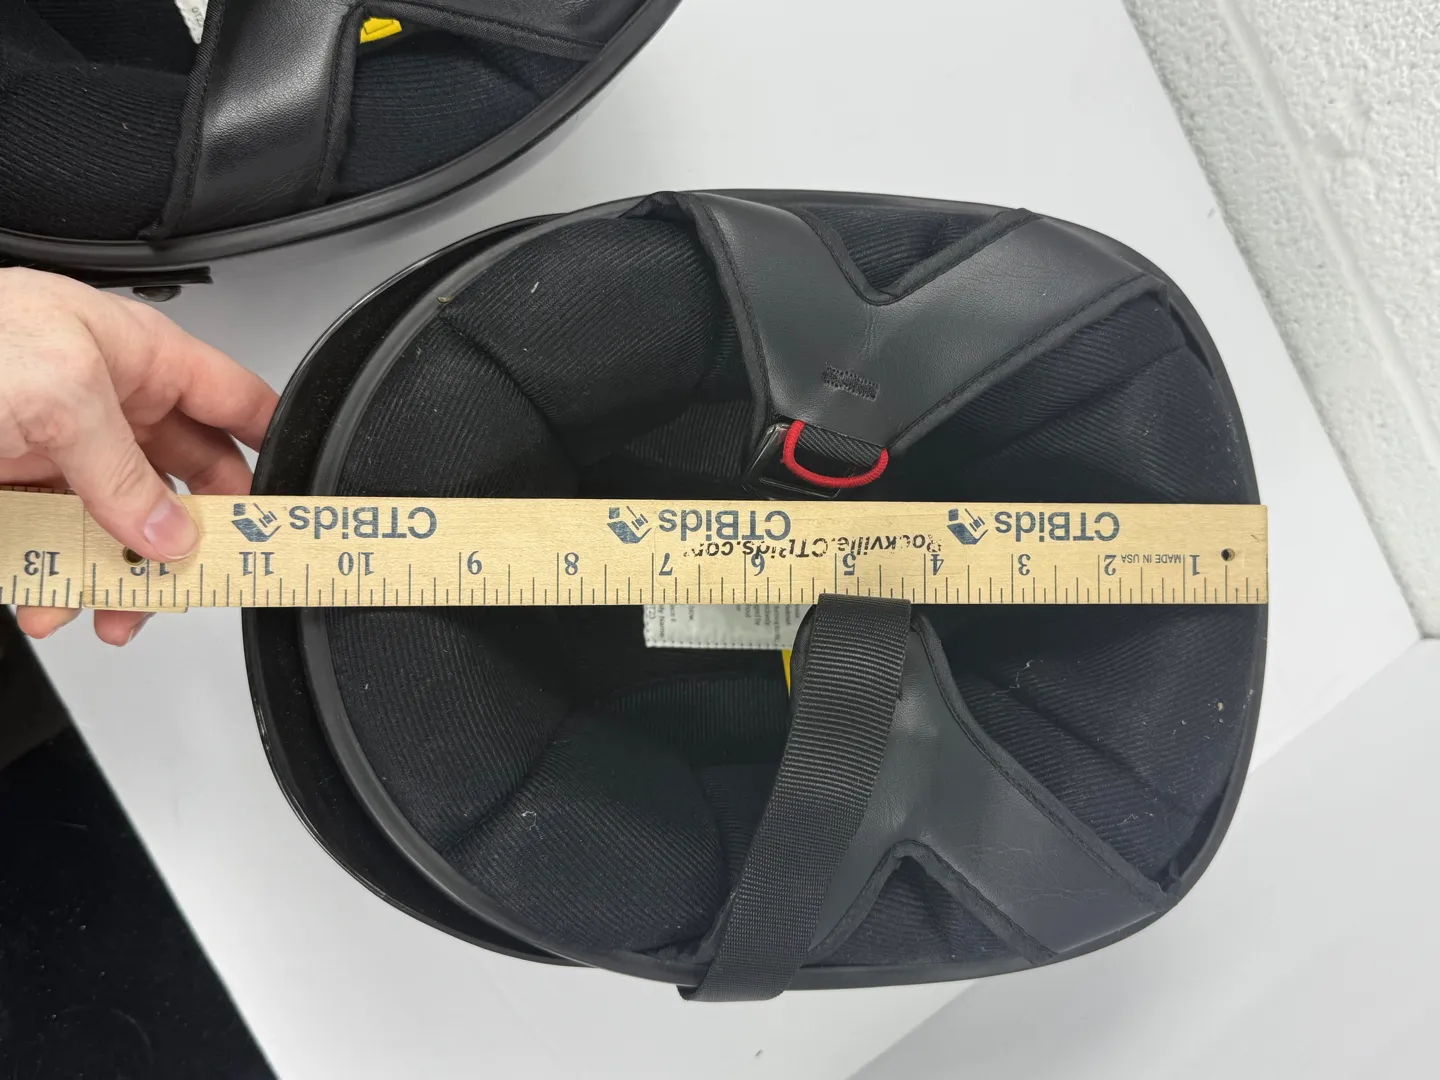 CTBids CTBids CTBids
Rockville.CTBids.com
1 MADE IN USA 2 3 4 5 6 7 8 9 10 11 12 13